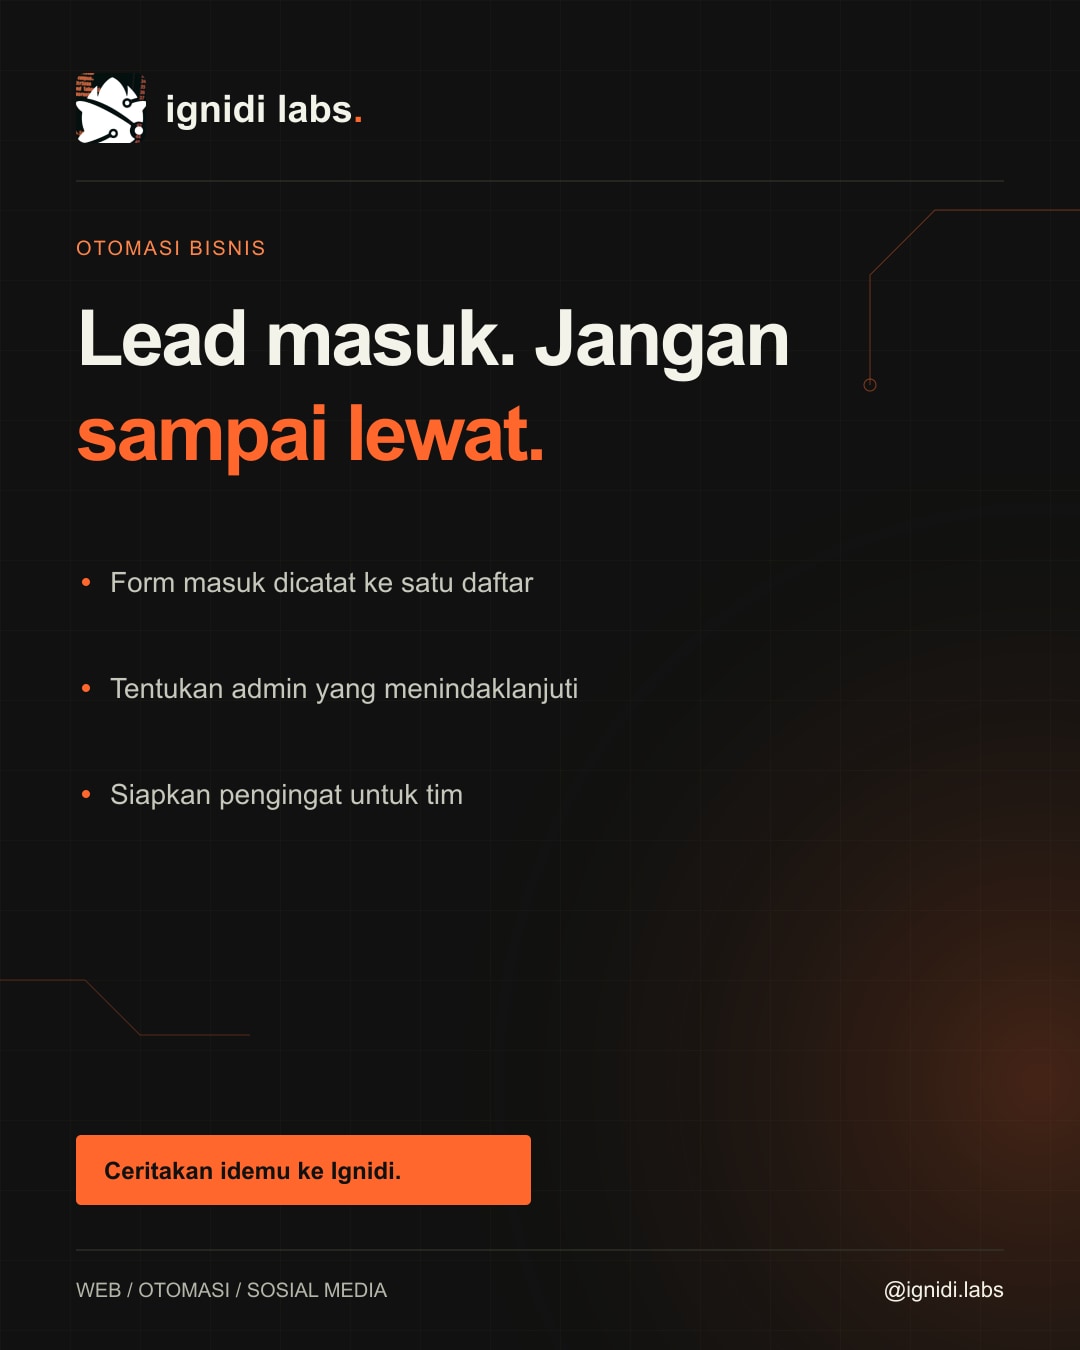 ignidi labs.
OTOMASI BISNIS
Lead masuk. Jangan
sampai lewat.
• Form masuk dicatat ke satu daftar
• Tentukan admin yang menindaklanjuti
• Siapkan pengingat untuk tim
Ceritakan idemu ke Ignidi.
WEB / OTOMASI / SOSIAL MEDIA
@ignidi.labs